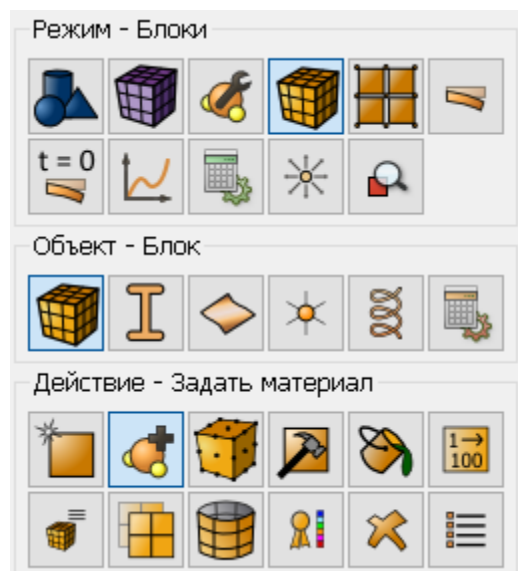 Режим - Блоки
t = 0
Объект - Блок
Действие - Задать материал
1→
100